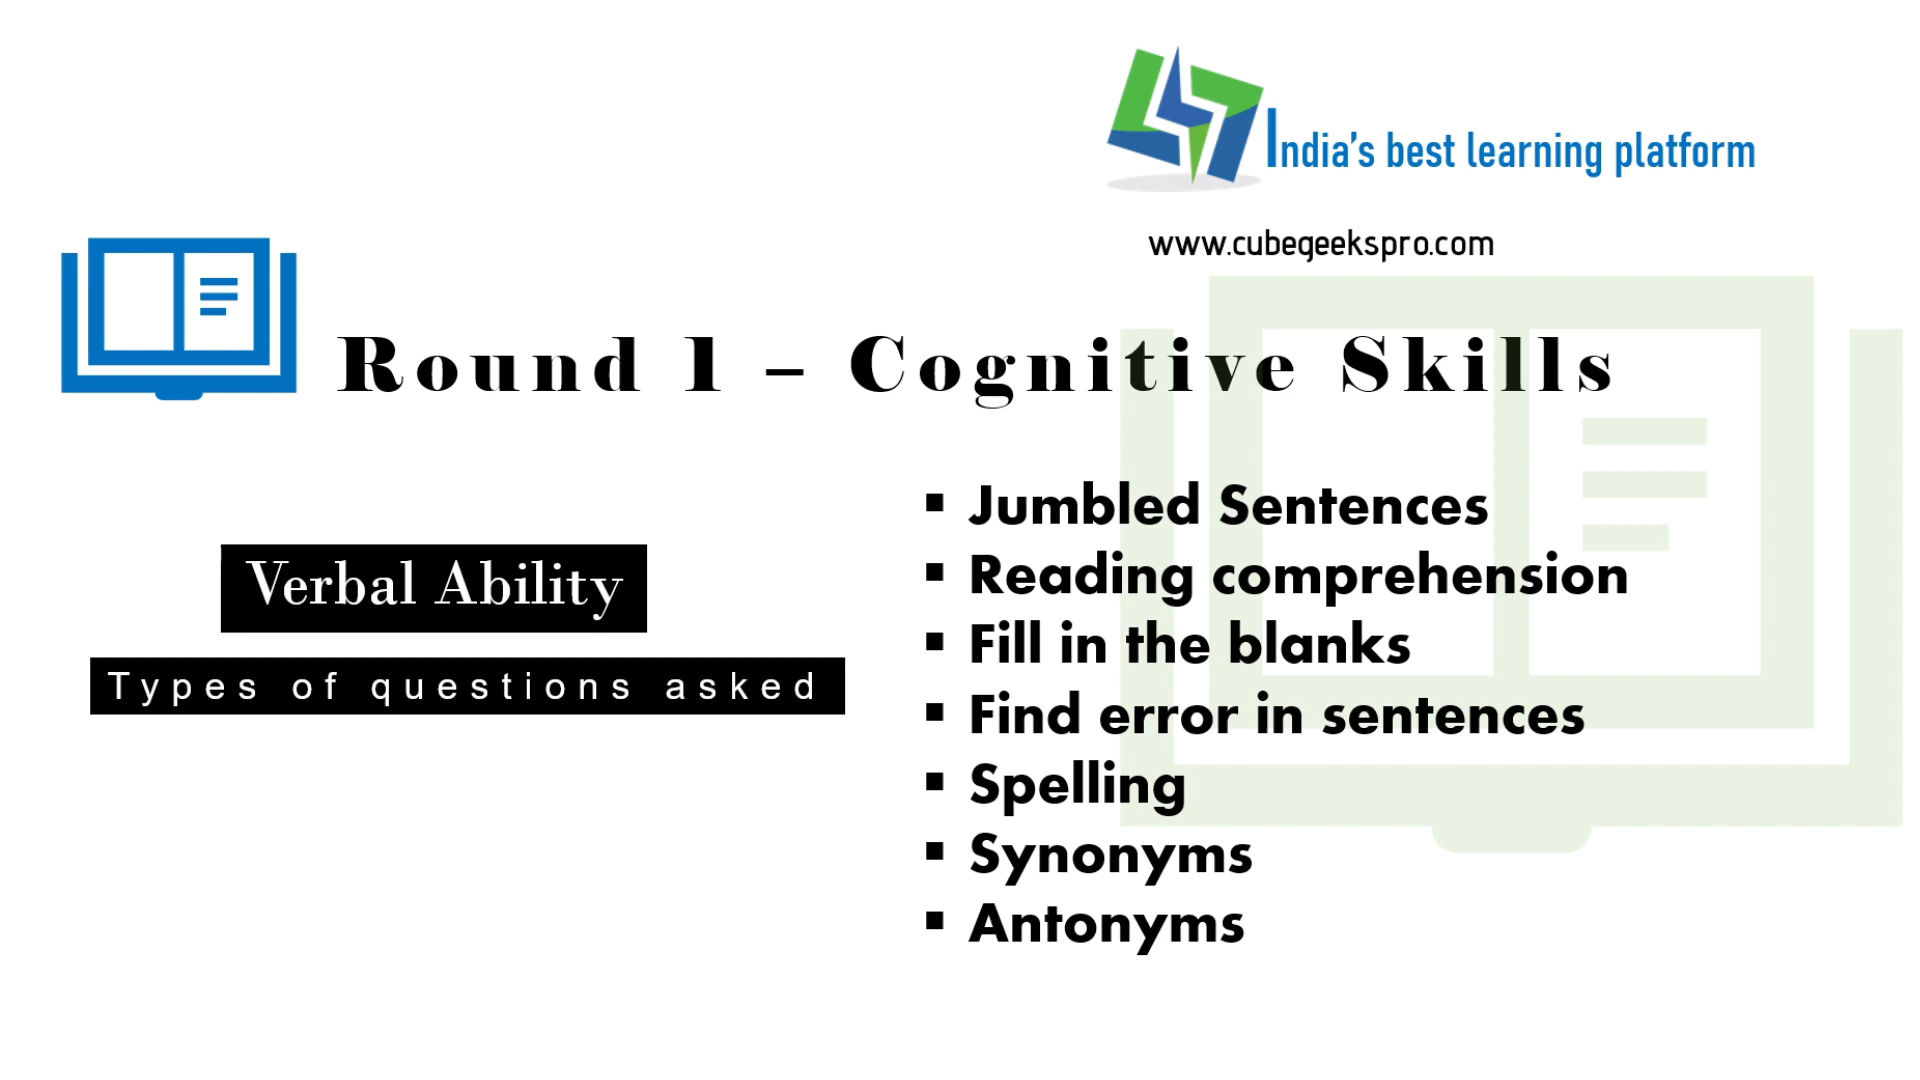 India's best learning platform
www.cubegeekspro.com
Round 1 – Cognitive Skills
Verbal Ability
Types of questions asked
▪ Jumbled Sentences
▪ Reading comprehension
▪ Fill in the blanks
▪ Find error in sentences
▪ Spelling
▪ Synonyms
▪ Antonyms